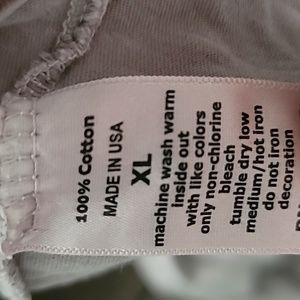 100% Cotton
MADE IN USA
XL
machine wash warm
inside out
with like colors
only non-chlorine
bleach
tumble dry low
medium/hot iron
do not iron
decoration